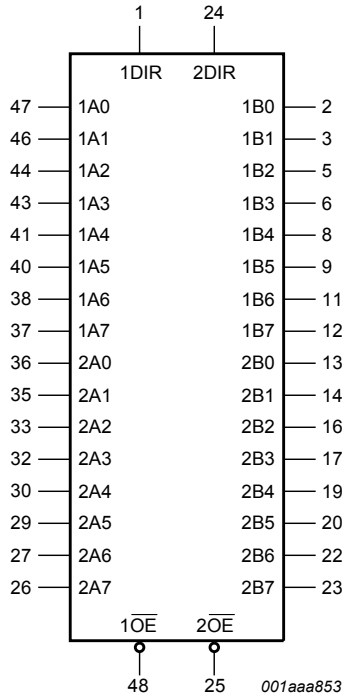 1 24
1DIR 2DIR
47 1A0 1B0 2
46 1A1 1B1 3
44 1A2 1B2 5
43 1A3 1B3 6
41 1A4 1B4 8
40 1A5 1B5 9
38 1A6 1B6 11
37 1A7 1B7 12
36 2A0 2B0 13
35 2A1 2B1 14
33 2A2 2B2 16
32 2A3 2B3 17
30 2A4 2B4 19
29 2A5 2B5 20
27 2A6 2B6 22
26 2A7 2B7 23
1O̅E̅ 2O̅E̅
48 25 001aaa853